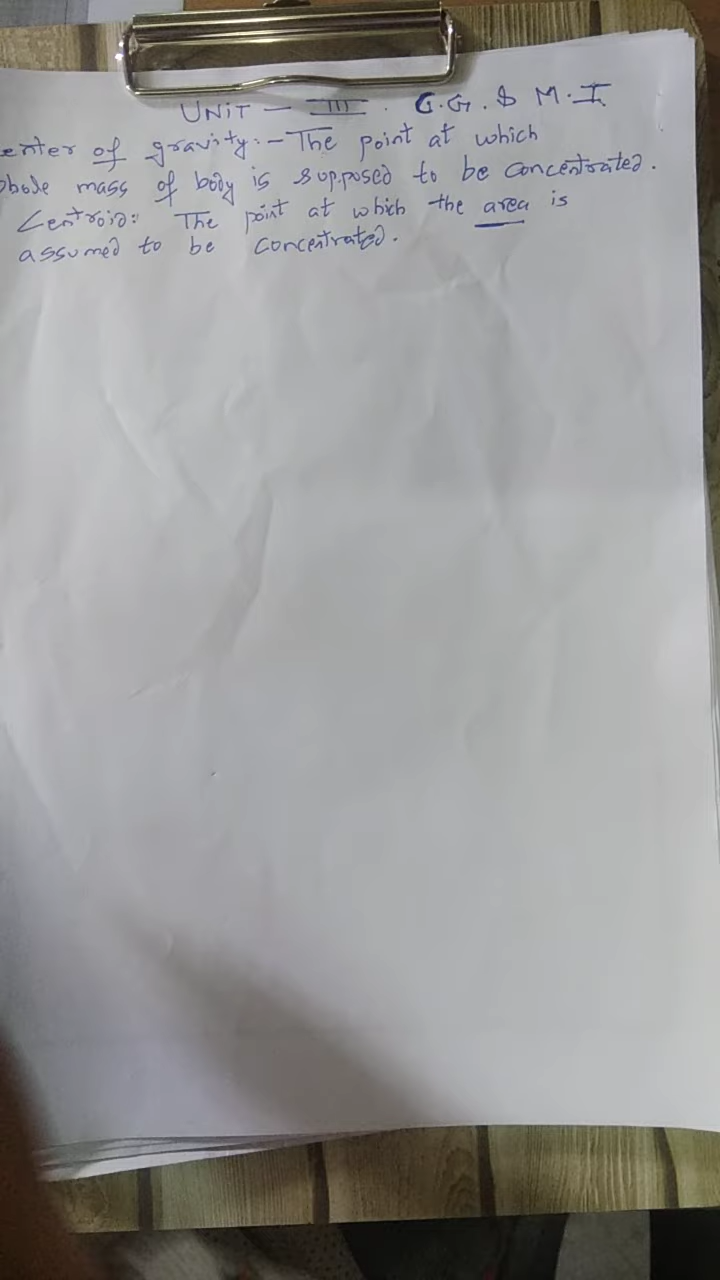 UNIT - III . C.G. & M.I
enter of gravity:- The point at which
hole mass of body is supposed to be concentrated.
Centroid: The point at which the area is
assumed to be concentrated.